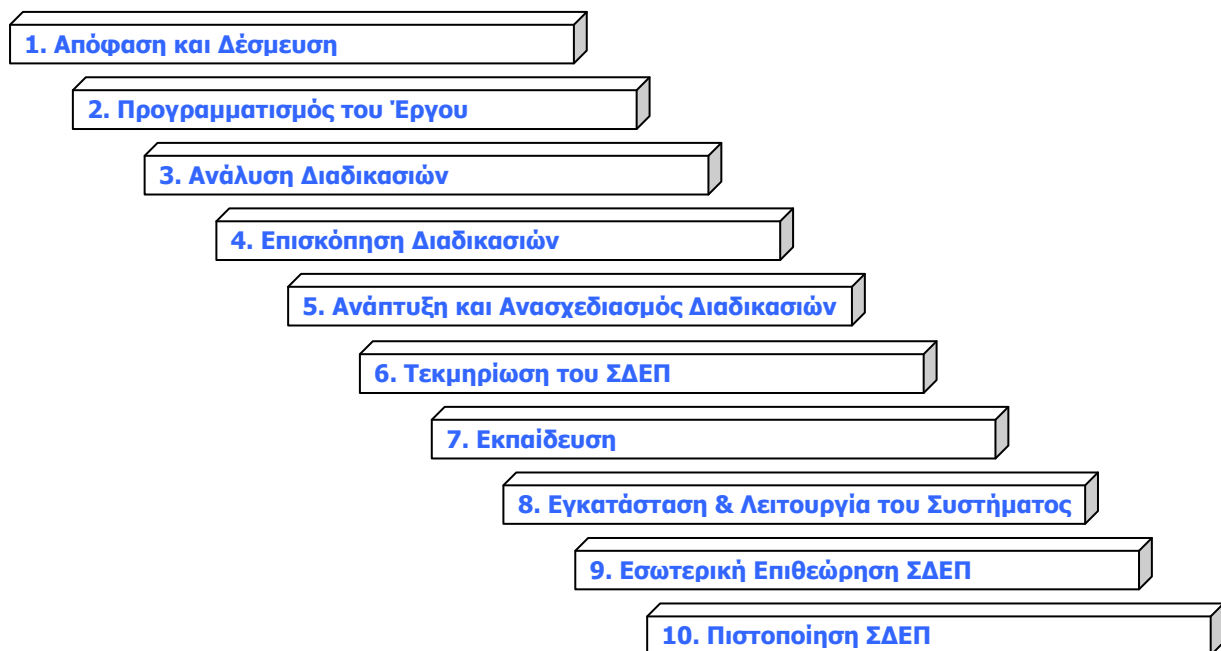 1. Απόφαση και Δέσμευση
2. Προγραμματισμός του Έργου
3. Ανάλυση Διαδικασιών
4. Επισκόπηση Διαδικασιών
5. Ανάπτυξη και Ανασχεδιασμός Διαδικασιών
6. Τεκμηρίωση του ΣΔΕΠ
7. Εκπαίδευση
8. Εγκατάσταση & Λειτουργία του Συστήματος
9. Εσωτερική Επιθεώρηση ΣΔΕΠ
10. Πιστοποίηση ΣΔΕΠ